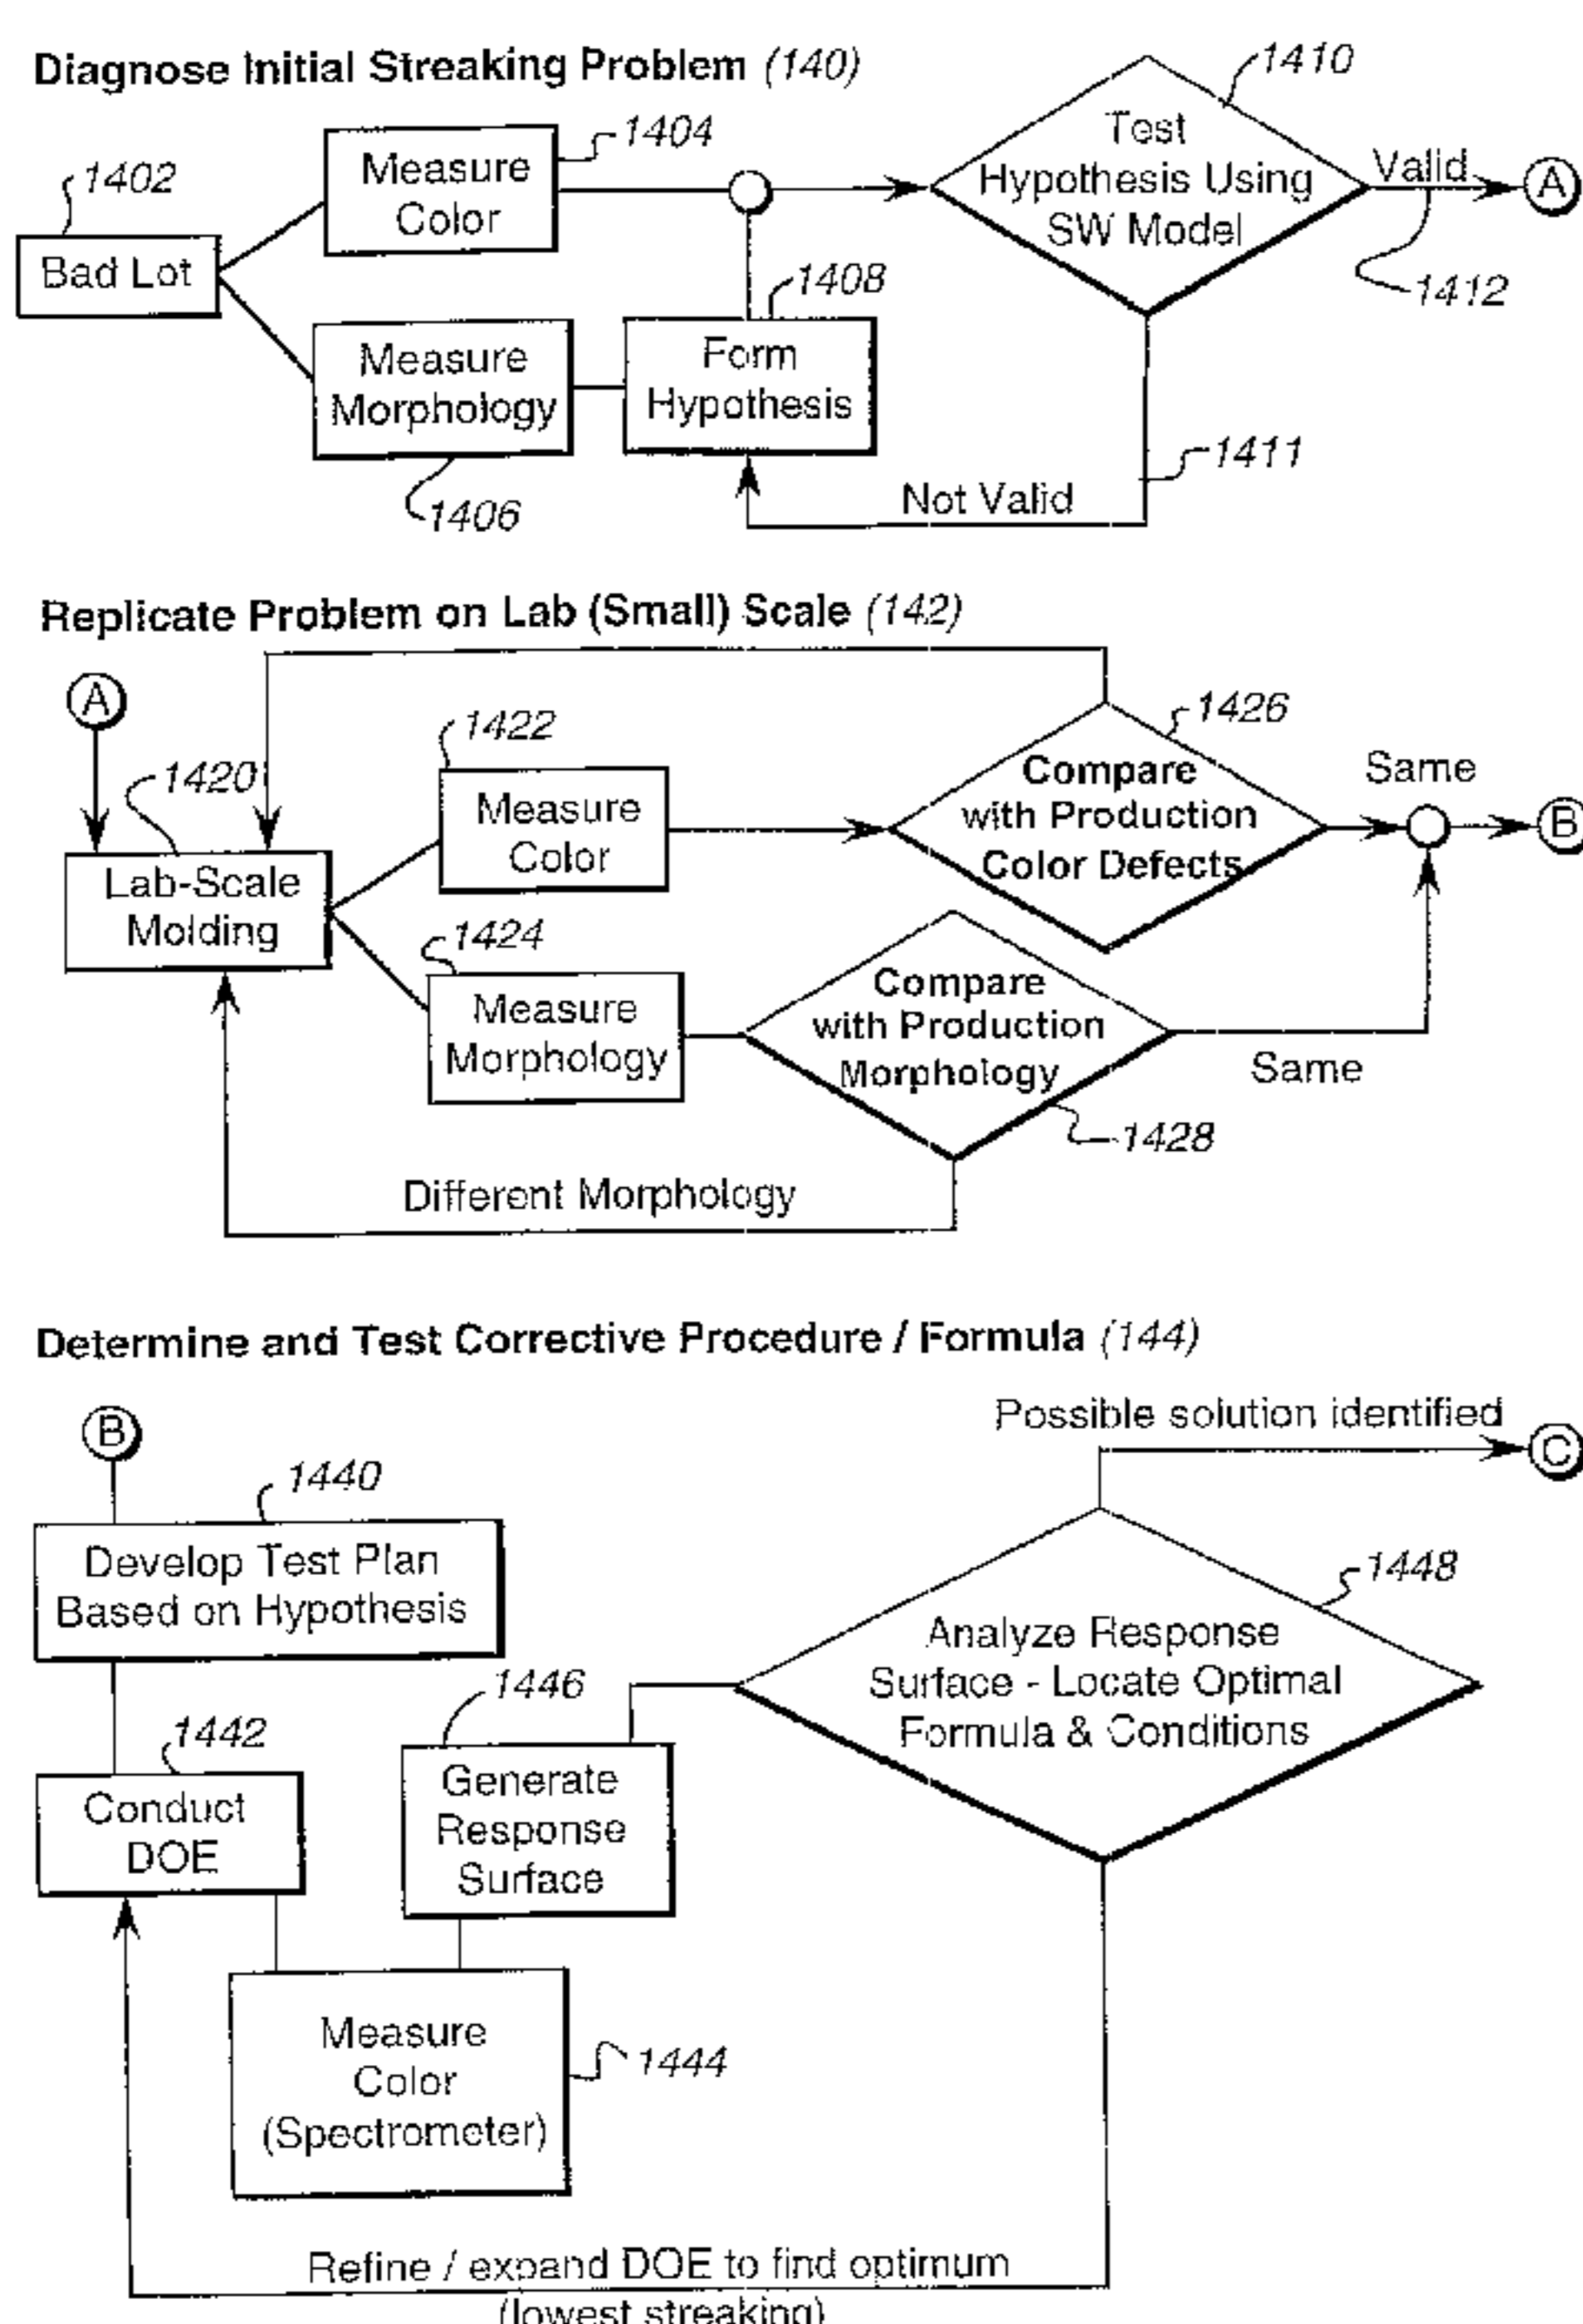 Diagnose Initial Streaking Problem (140)
1410
1404
Test
Hypothesis Using
SW Model
Measure
Color
Valid
A
1402
Bad Lot
1412
1408
Measure
Morphology
Form
Hypothesis
1411
1406
Not Valid
Replicate Problem on Lab (Small) Scale (142)
A
1422
1426
1420
Compare
with Production
Color Defects
Same
B
Measure
Color
Lab-Scale
Molding
1424
Compare
with Production
Morphology
Measure
Morphology
Same
1428
Different Morphology
Determine and Test Corrective Procedure / Formula (144)
Possible solution identified
B
C
1440
Develop Test Plan
Based on Hypothesis
1448
Analyze Response
Surface - Locate Optimal
Formula & Conditions
1446
1442
Generate
Response
Surface
Conduct
DOE
Measure
Color
(Spectrometer)
1444
Refine / expand DOE to find optimum
(lowest streaking)